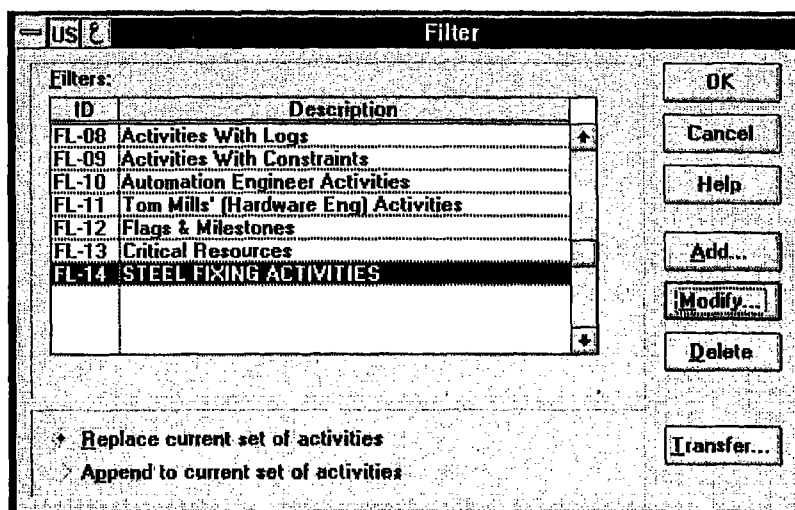 US Filter
Filters:
ID Description
FL-08 Activities With Logs
FL-09 Activities With Constraints
FL-10 Automation Engineer Activities
FL-11 Tom Mills' (Hardware Eng) Activities
FL-12 Flags & Milestones
FL-13 Critical Resources
FL-14 STEEL FIXING ACTIVITIES
Replace current set of activities
Append to current set of activities
OK
Cancel
Help
Add...
Modify...
Delete
Transfer...